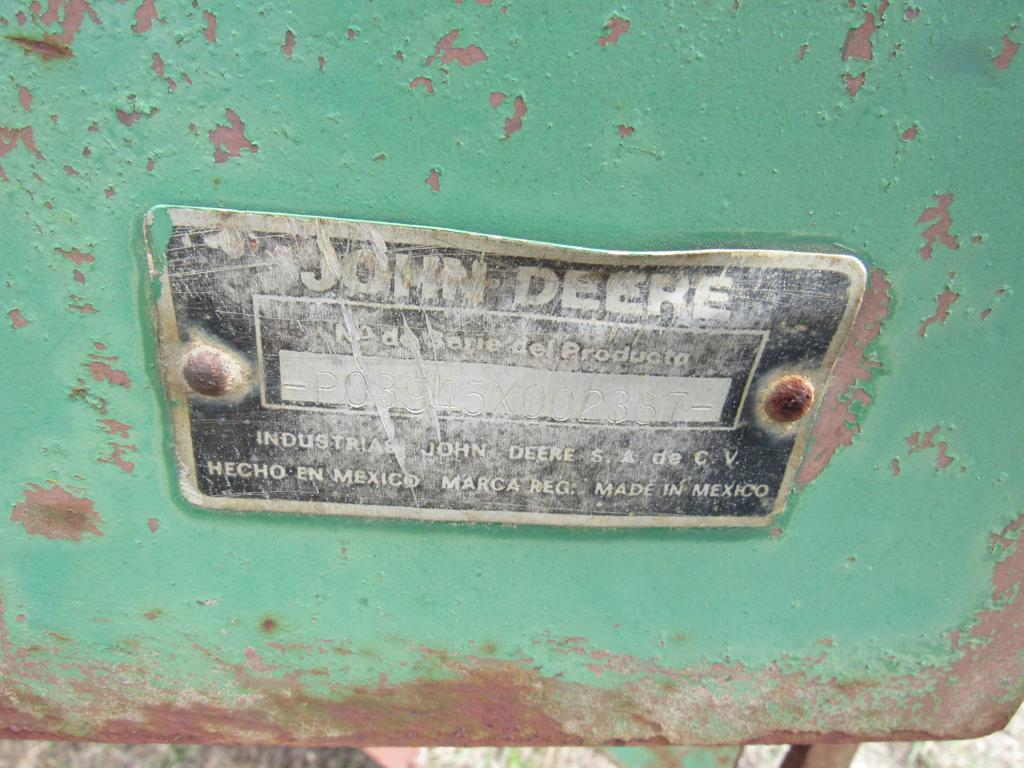 JOHN DEERE
Nº de Serie del Producto
-P03945X002337-
INDUSTRIAS JOHN DEERE S. A. de C. V.
HECHO EN MEXICO MARCA REG. MADE IN MEXICO